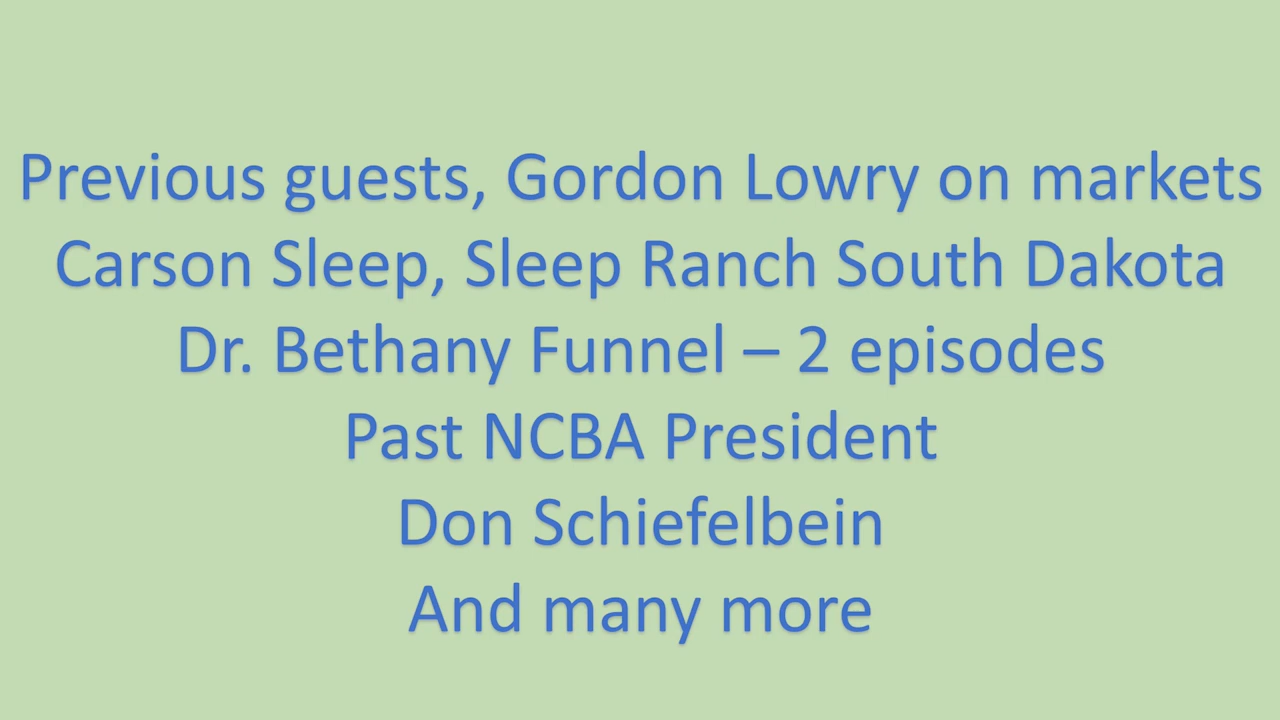 Previous guests, Gordon Lowry on markets
Carson Sleep, Sleep Ranch South Dakota
Dr. Bethany Funnel – 2 episodes
Past NCBA President
Don Schiefelbein
And many more